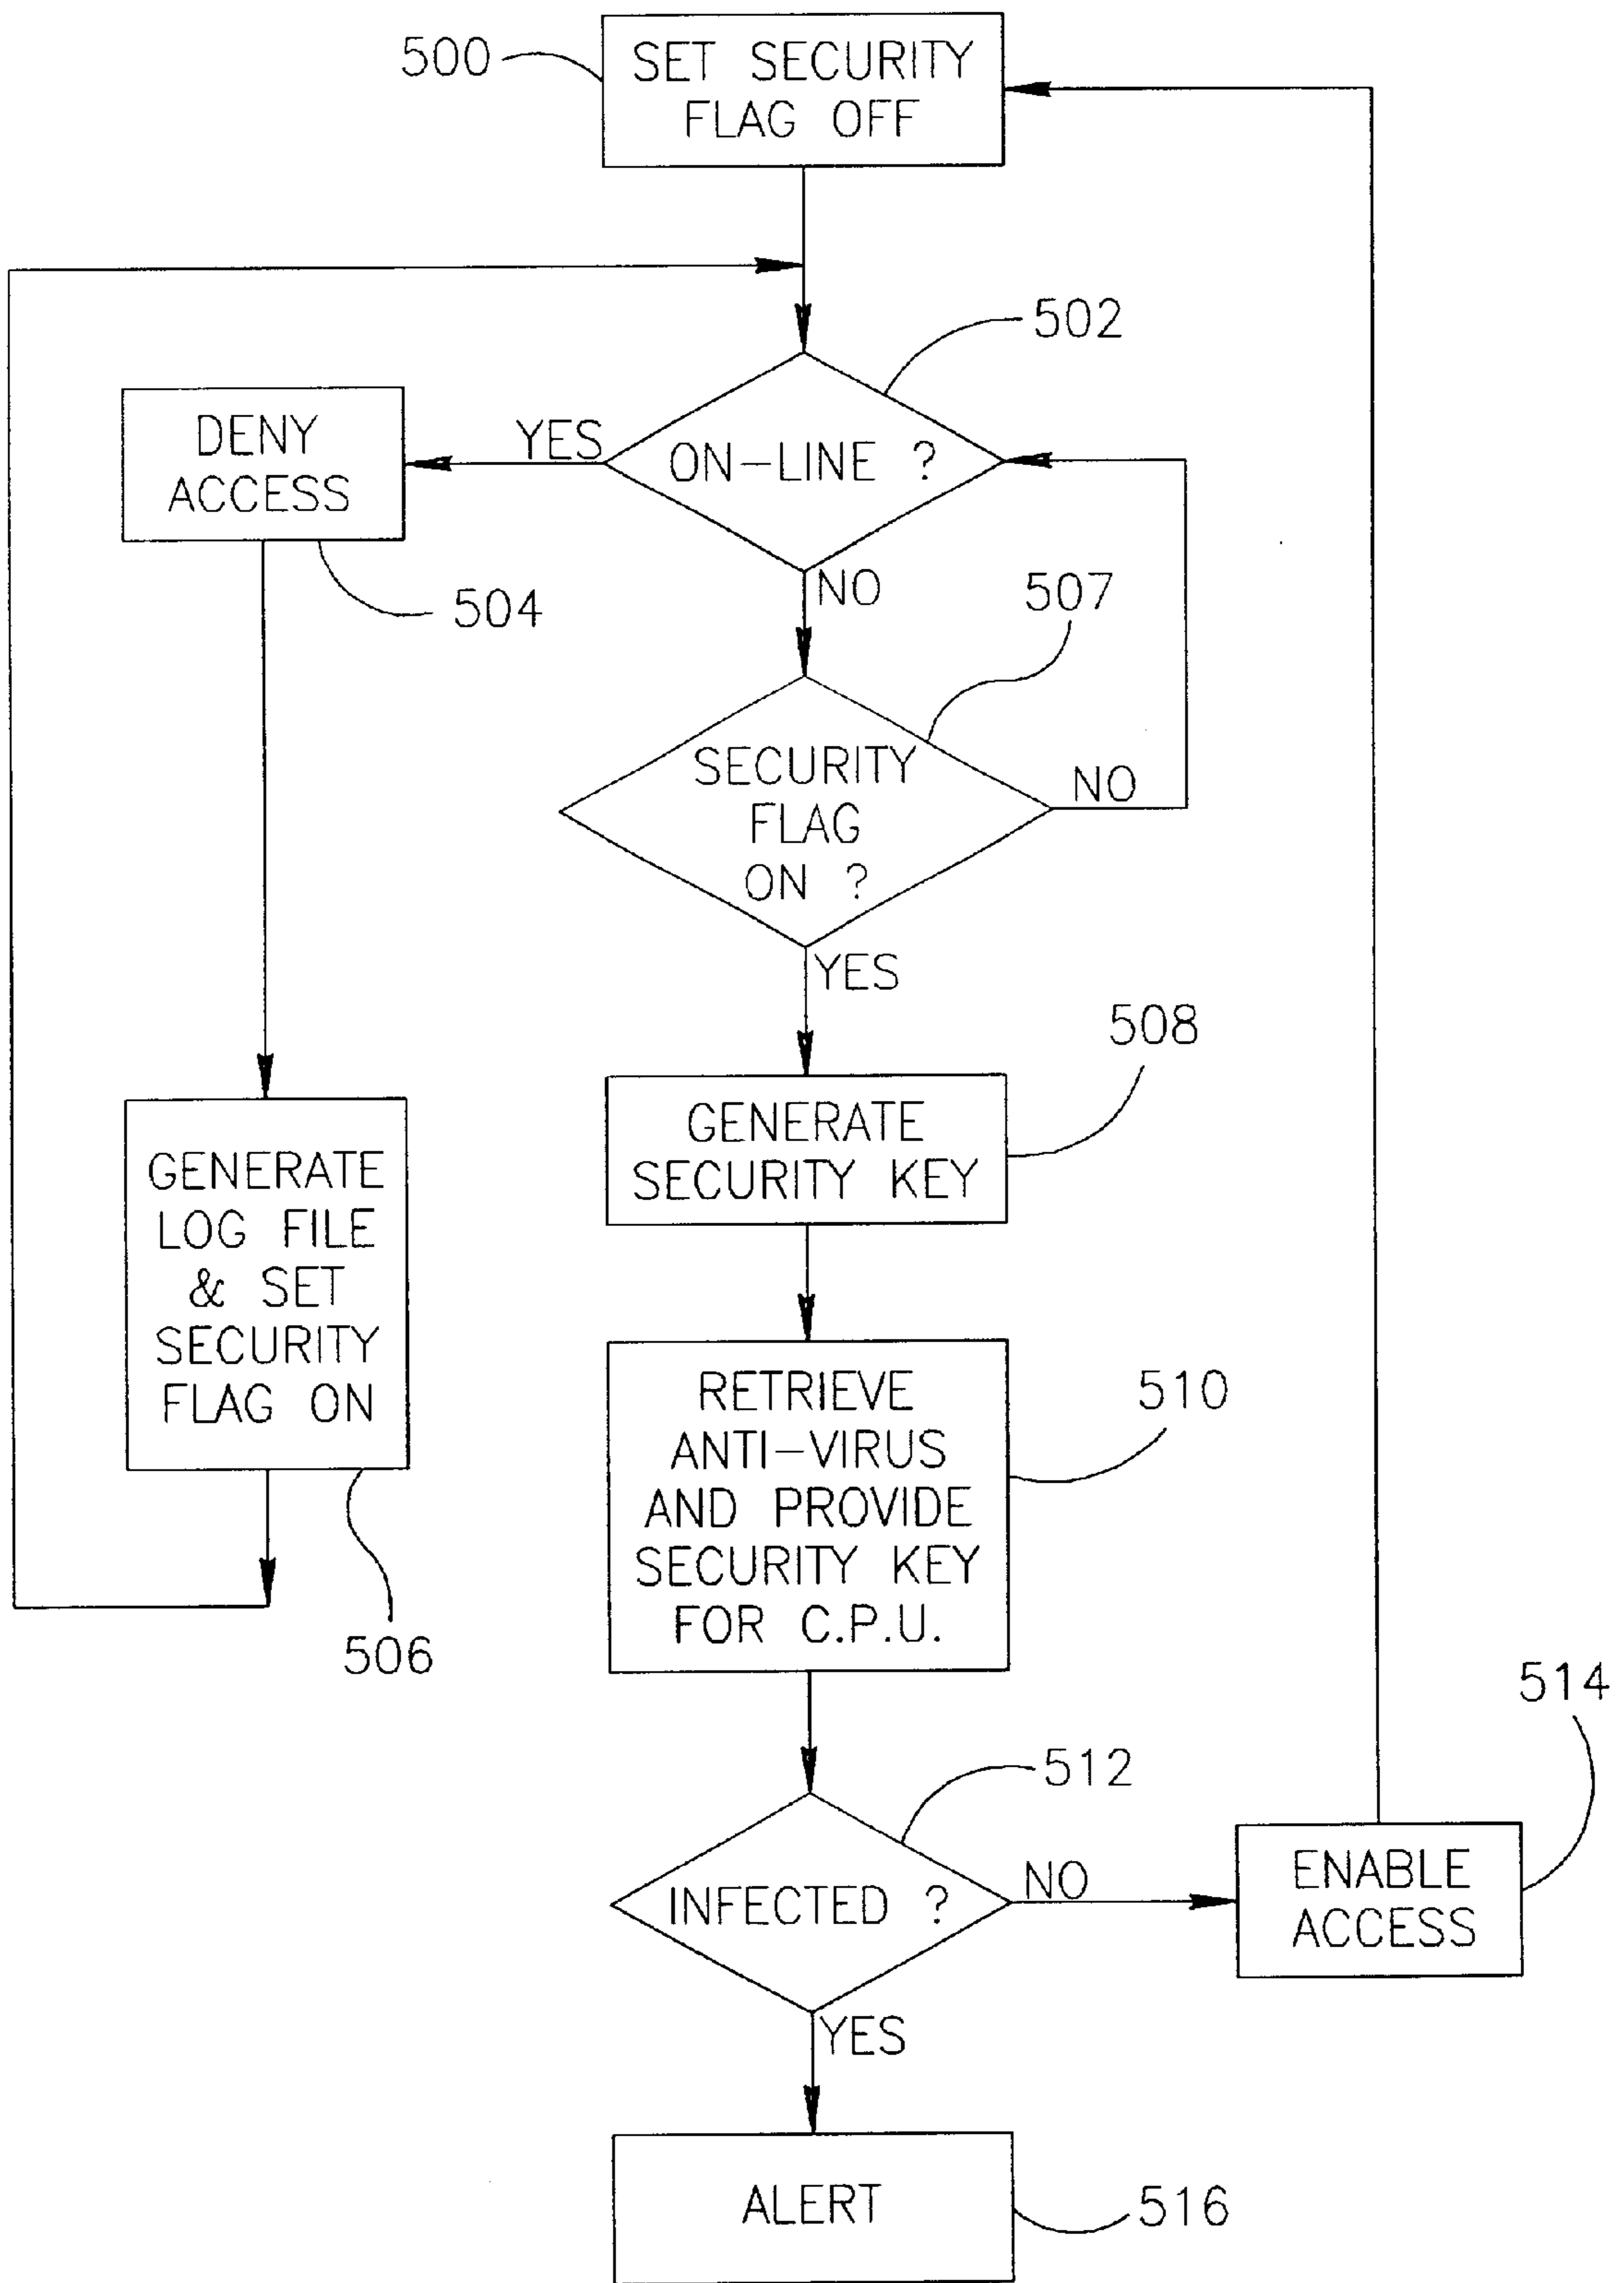 500
SET SECURITY
FLAG OFF
502
ON-LINE ?
YES
DENY
ACCESS
504
NO
507
SECURITY
FLAG
ON ?
NO
YES
508
GENERATE
SECURITY KEY
GENERATE
LOG FILE
& SET
SECURITY
FLAG ON
506
RETRIEVE
ANTI-VIRUS
AND PROVIDE
SECURITY KEY
FOR C.P.U.
510
512
INFECTED ?
NO
514
ENABLE
ACCESS
YES
ALERT
516